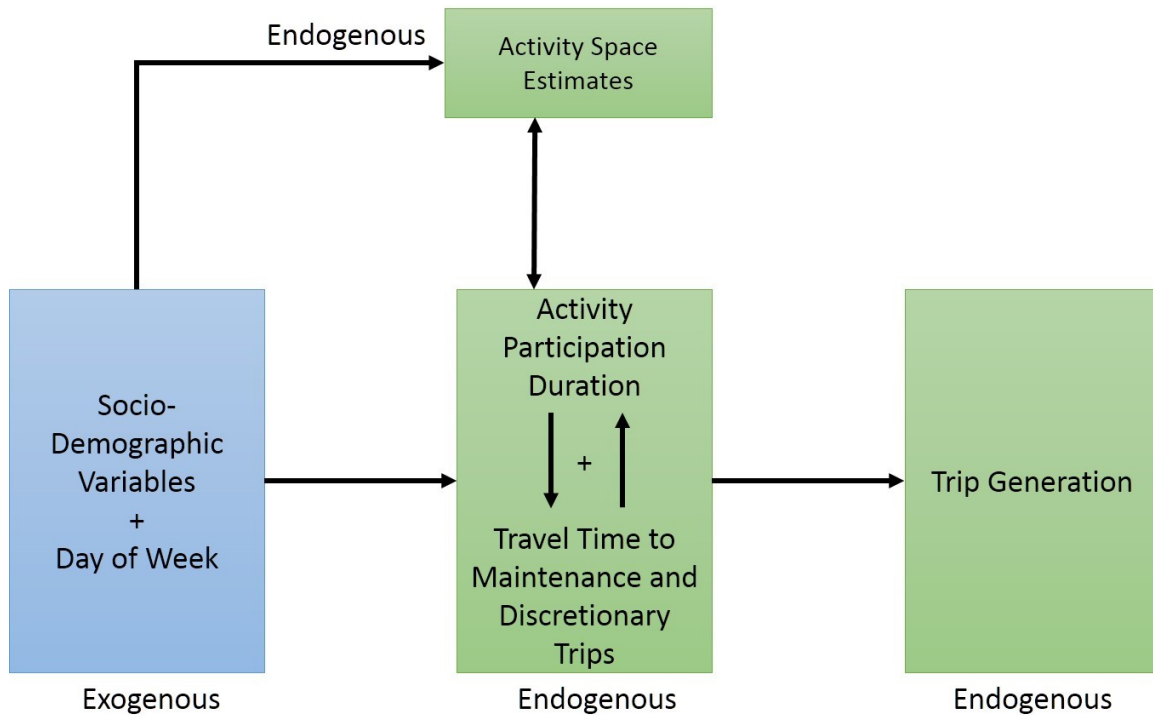 Endogenous
Activity Space
Estimates
Socio-
Demographic
Variables
+
Day of Week
Exogenous
Activity
Participation
Duration
+
Travel Time to
Maintenance and
Discretionary
Trips
Endogenous
Trip Generation
Endogenous